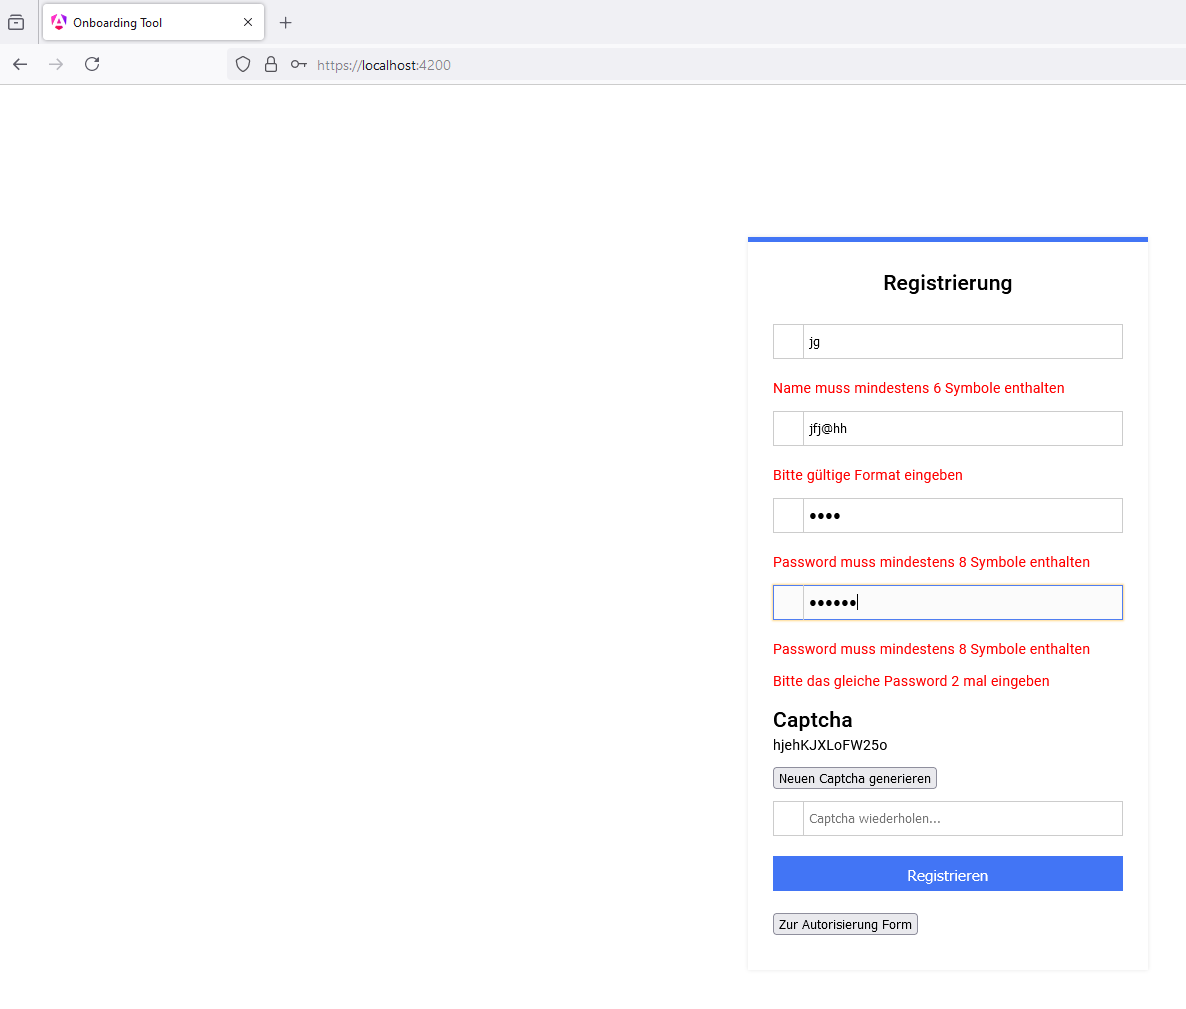 Onboarding Tool
https://localhost:4200
Registrierung
jg
Name muss mindestens 6 Symbole enthalten
jfj@hh
Bitte gültige Format eingeben
••••
Password muss mindestens 8 Symbole enthalten
••••••
Password muss mindestens 8 Symbole enthalten
Bitte das gleiche Password 2 mal eingeben
Captcha
hjehKJXLoFW25o
Neuen Captcha generieren
Captcha wiederholen...
Registrieren
Zur Autorisierung Form